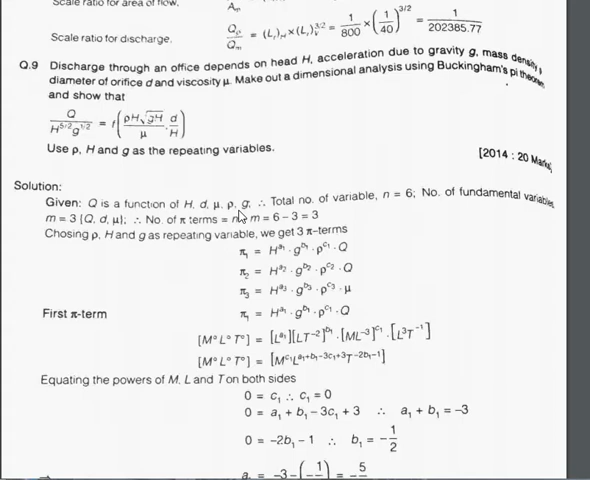 Scale ratio for area of flow, A_m
Scale ratio for discharge. Q_p/Q_m = (L_r)_H × (L_r)_V^3/2 = 1/800 × (1/40)^3/2 = 1/202385.77
Q.9 Discharge through an office depends on head H, acceleration due to gravity g, mass density,
diameter of orifice d and viscosity μ. Make out a dimensional analysis using Buckingham's pi theorem
and show that
Q/(H^5/2 g^1/2) = f(ρH√gH/μ, d/H)
Use ρ, H and g as the repeating variables.
[2014 : 20 Marks]
Solution:
Given: Q is a function of H, d, μ, ρ, g, ∴ Total no. of variable, n = 6; No. of fundamental variables
m = 3 {Q, d, μ}; ∴ No. of π terms = n m = 6 – 3 = 3
Chosing ρ, H and g as repeating variable, we get 3 π-terms
π₁ = H^a₁ · g^b₁ · ρ^c₁ · Q
π₂ = H^a₂ · g^b₂ · ρ^c₂ · Q
π₃ = H^a₃ · g^b₃ · ρ^c₃ · μ
First π-term π₁ = H^a₁ · g^b₁ · ρ^c₁ · Q
[M° L° T°] = [L^a₁][LT^–2]^b₁ · [ML^–3]^c₁ · [L³T^–1]
[M° L° T°] = [M^c₁ L^a₁+b₁–3c₁+3 T^–2b₁–1]
Equating the powers of M, L and T on both sides
0 = c₁ ∴ c₁ = 0
0 = a₁ + b₁ – 3c₁ + 3 ∴ a₁ + b₁ = –3
0 = –2b₁ – 1 ∴ b₁ = –1/2
a₁ = –3–(–1/) = –5